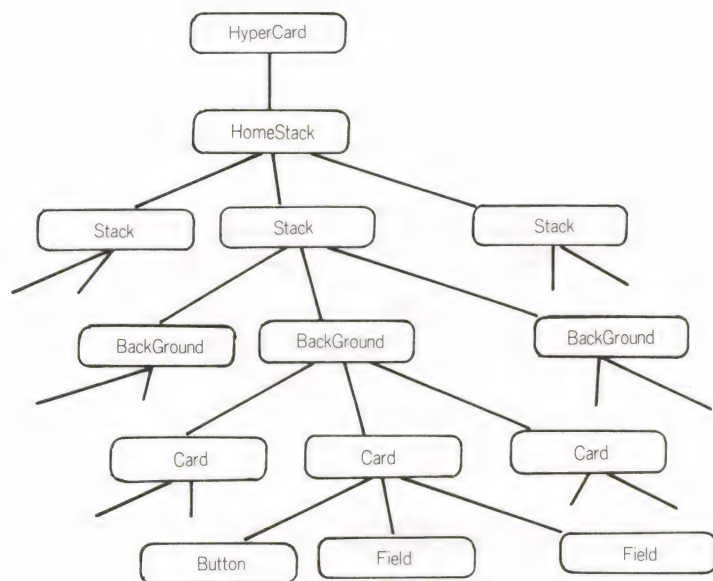 HyperCard
HomeStack
Stack
Stack
Stack
BackGround
BackGround
BackGround
Card
Card
Card
Button
Field
Field